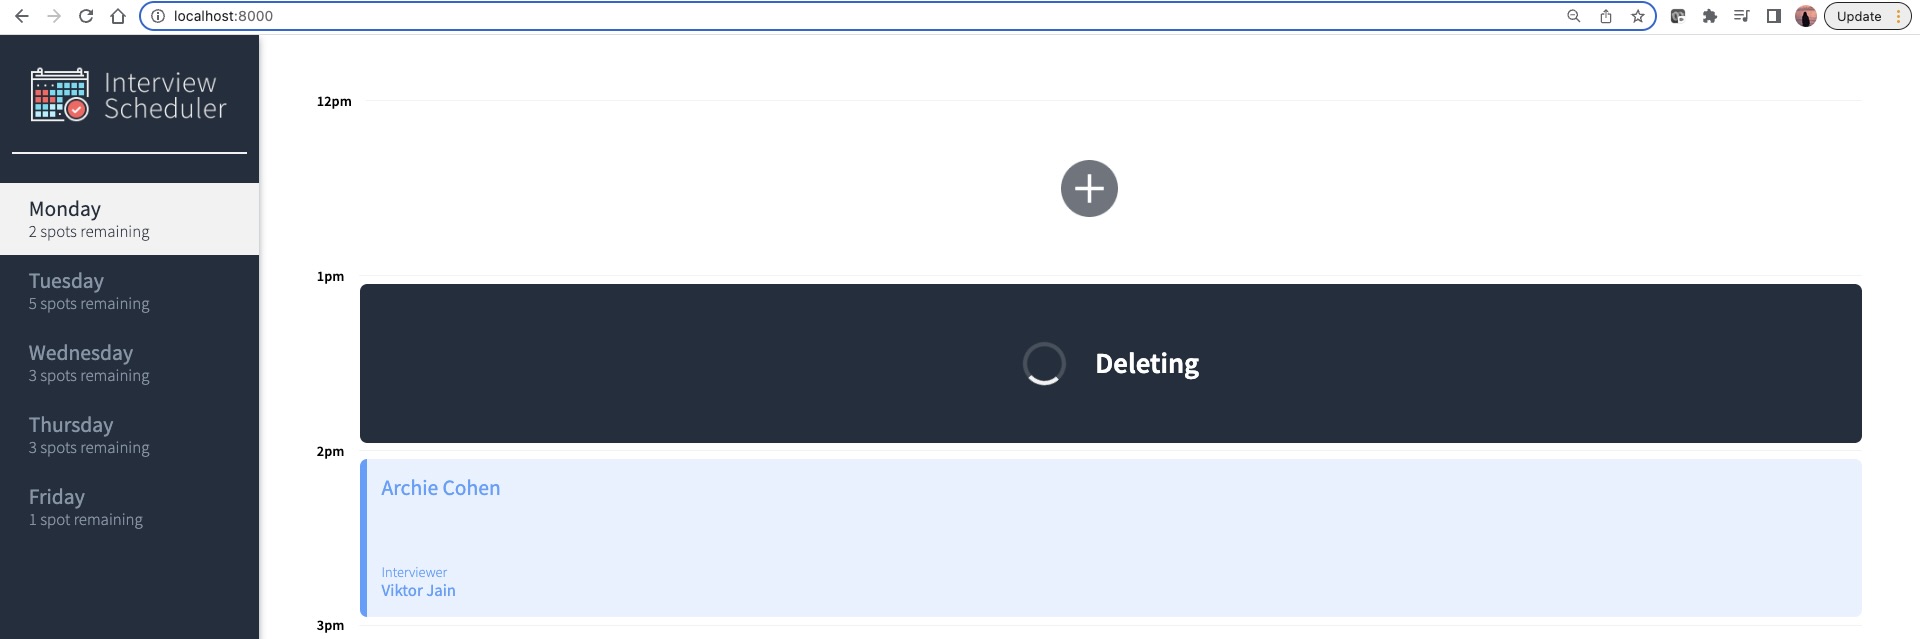 localhost:8000
Update
Interview
Scheduler
Monday
2 spots remaining
Tuesday
5 spots remaining
Wednesday
3 spots remaining
Thursday
3 spots remaining
Friday
1 spot remaining
12pm
1pm
Deleting
2pm
Archie Cohen
Interviewer
Viktor Jain
3pm